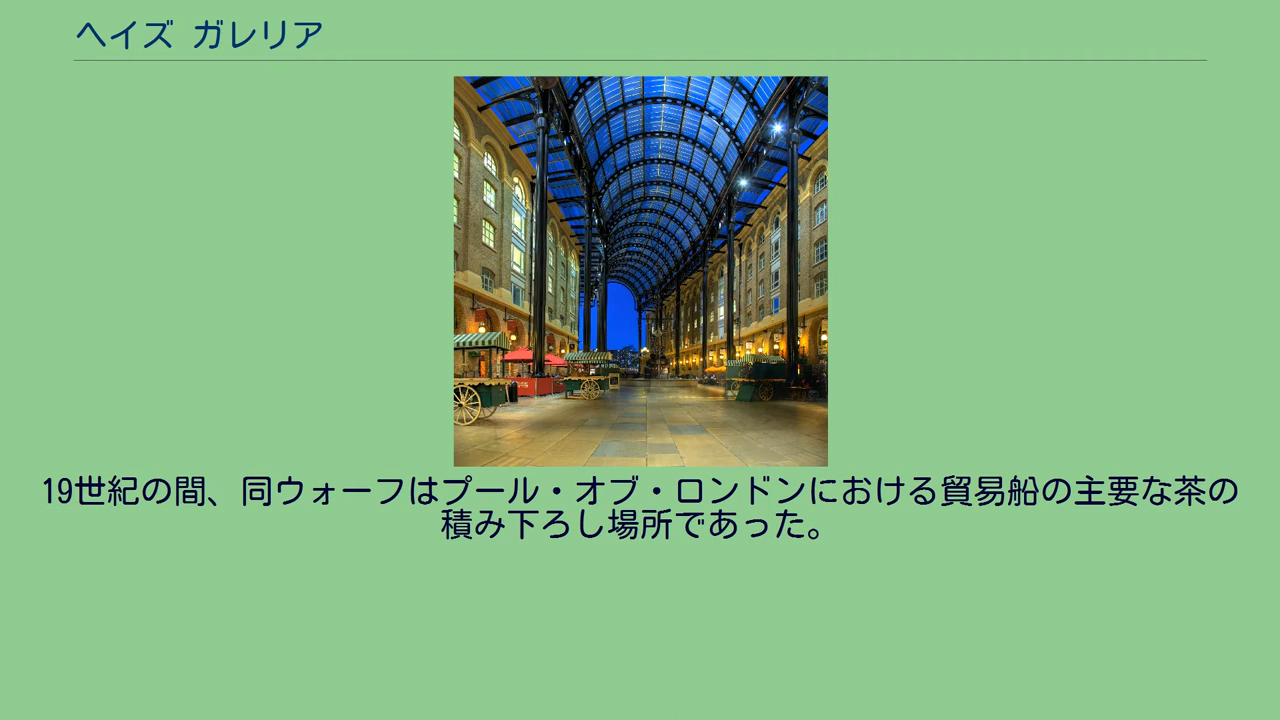 ヘイズ ガレリア
19世紀の間、同ウォーフはプール・オブ・ロンドンにおける貿易船の主要な茶の
積み下ろし場所であった。